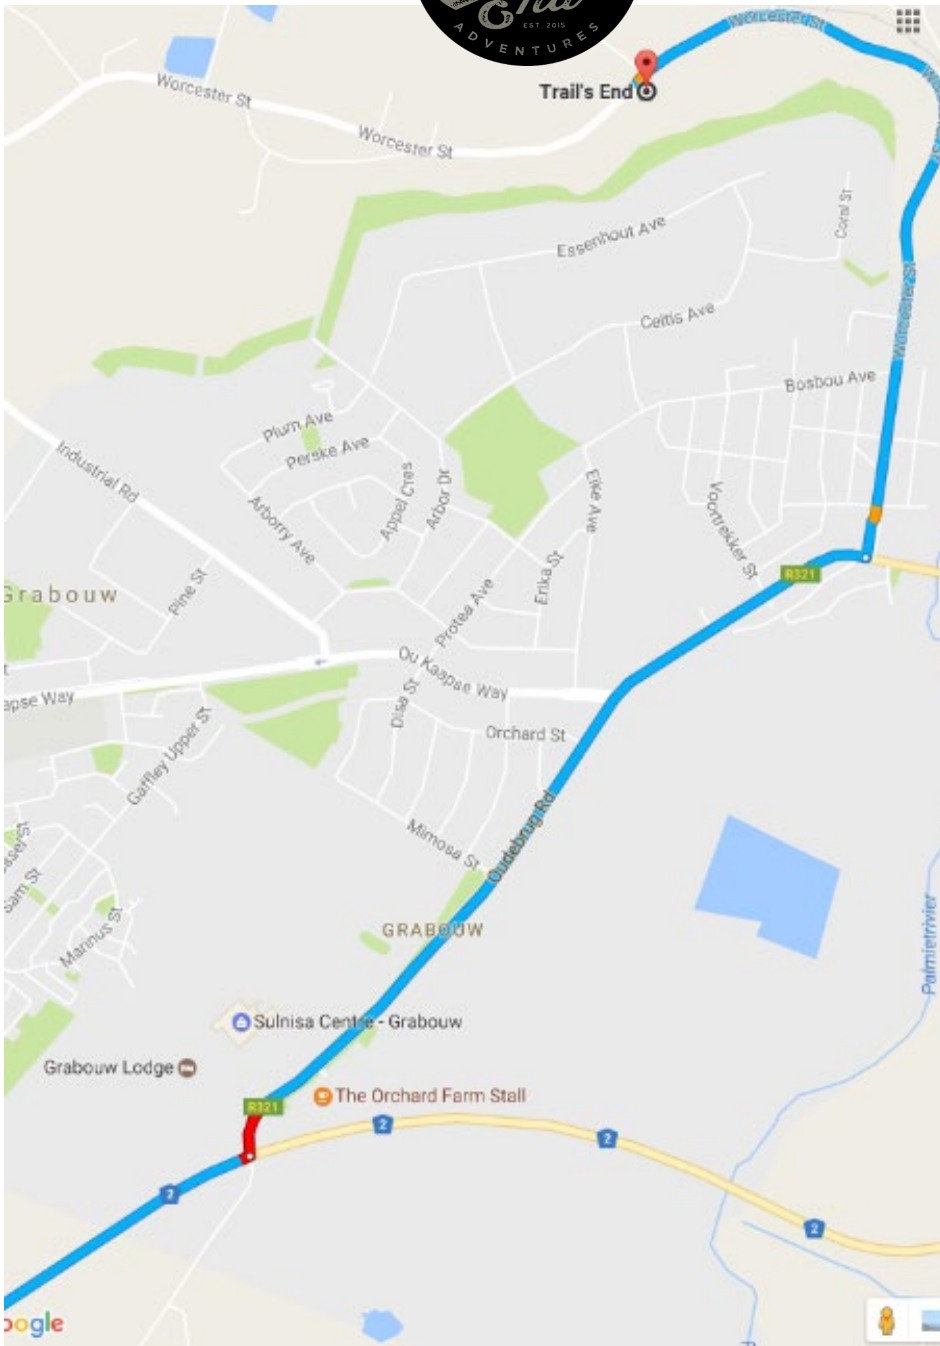 EST. 2015
ADVENTURES
Worcester St
Trail's End
Worcester St
Worcester St
Essenhout Ave
Coral St
Celtis Ave
Worcester St
Bosbou Ave
Plum Ave
Perske Ave
Industrial Rd
Appel Cres
Arbor Dr
Elke Ave
Arborry Ave
Voortrekker St
Erika St
R321
Pine St
Grabouw
Protea Ave
Ou Kaapse Way
apse Way
Disa St
Orchard St
Gaffley Upper St
Oudebrug Rd
Mimosa St
sam St
Marinus St
GRABOUW
Palmietrivier
Sulnisa Centre - Grabouw
Grabouw Lodge
The Orchard Farm Stall
R321
2
2
2
2
oogle